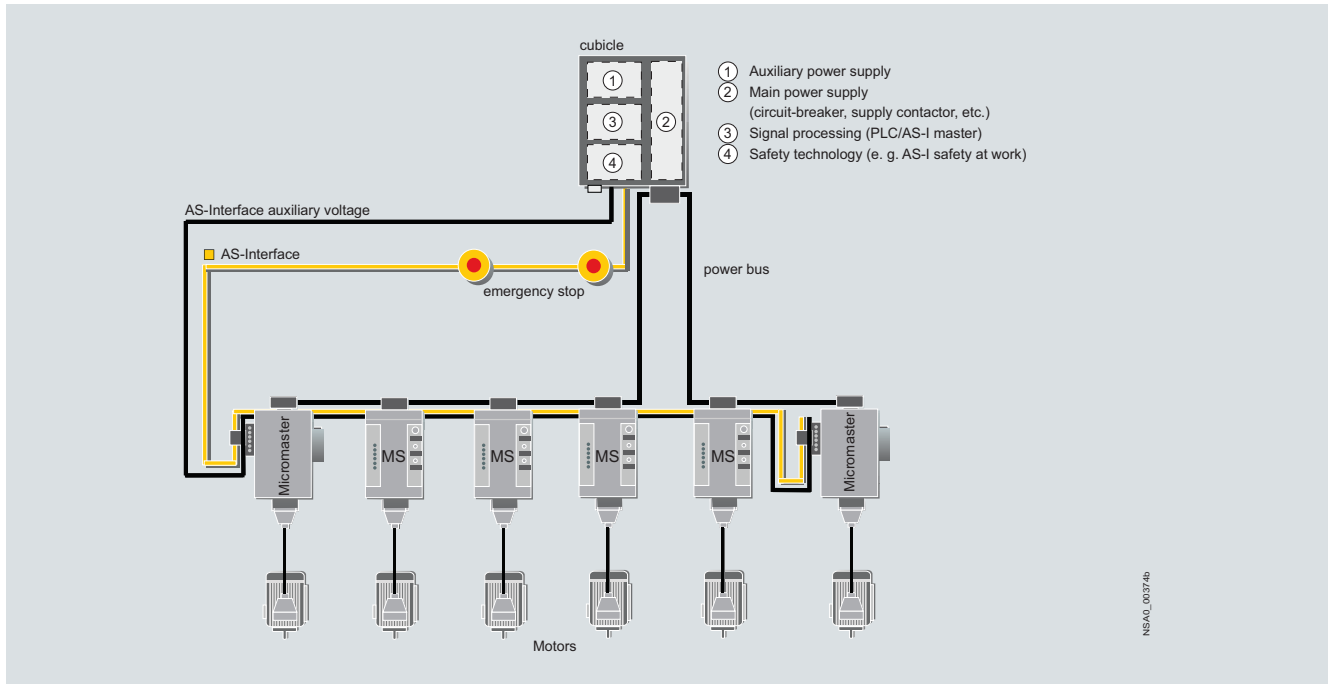 cubicle
1
3
4
2
1 Auxiliary power supply
2 Main power supply
(circuit-breaker, supply contactor, etc.)
3 Signal processing (PLC/AS-I master)
4 Safety technology (e. g. AS-I safety at work)
AS-Interface auxiliary voltage
AS-Interface
emergency stop
power bus
Micromaster
MS
MS
MS
MS
Micromaster
Motors
NSA0_00374b